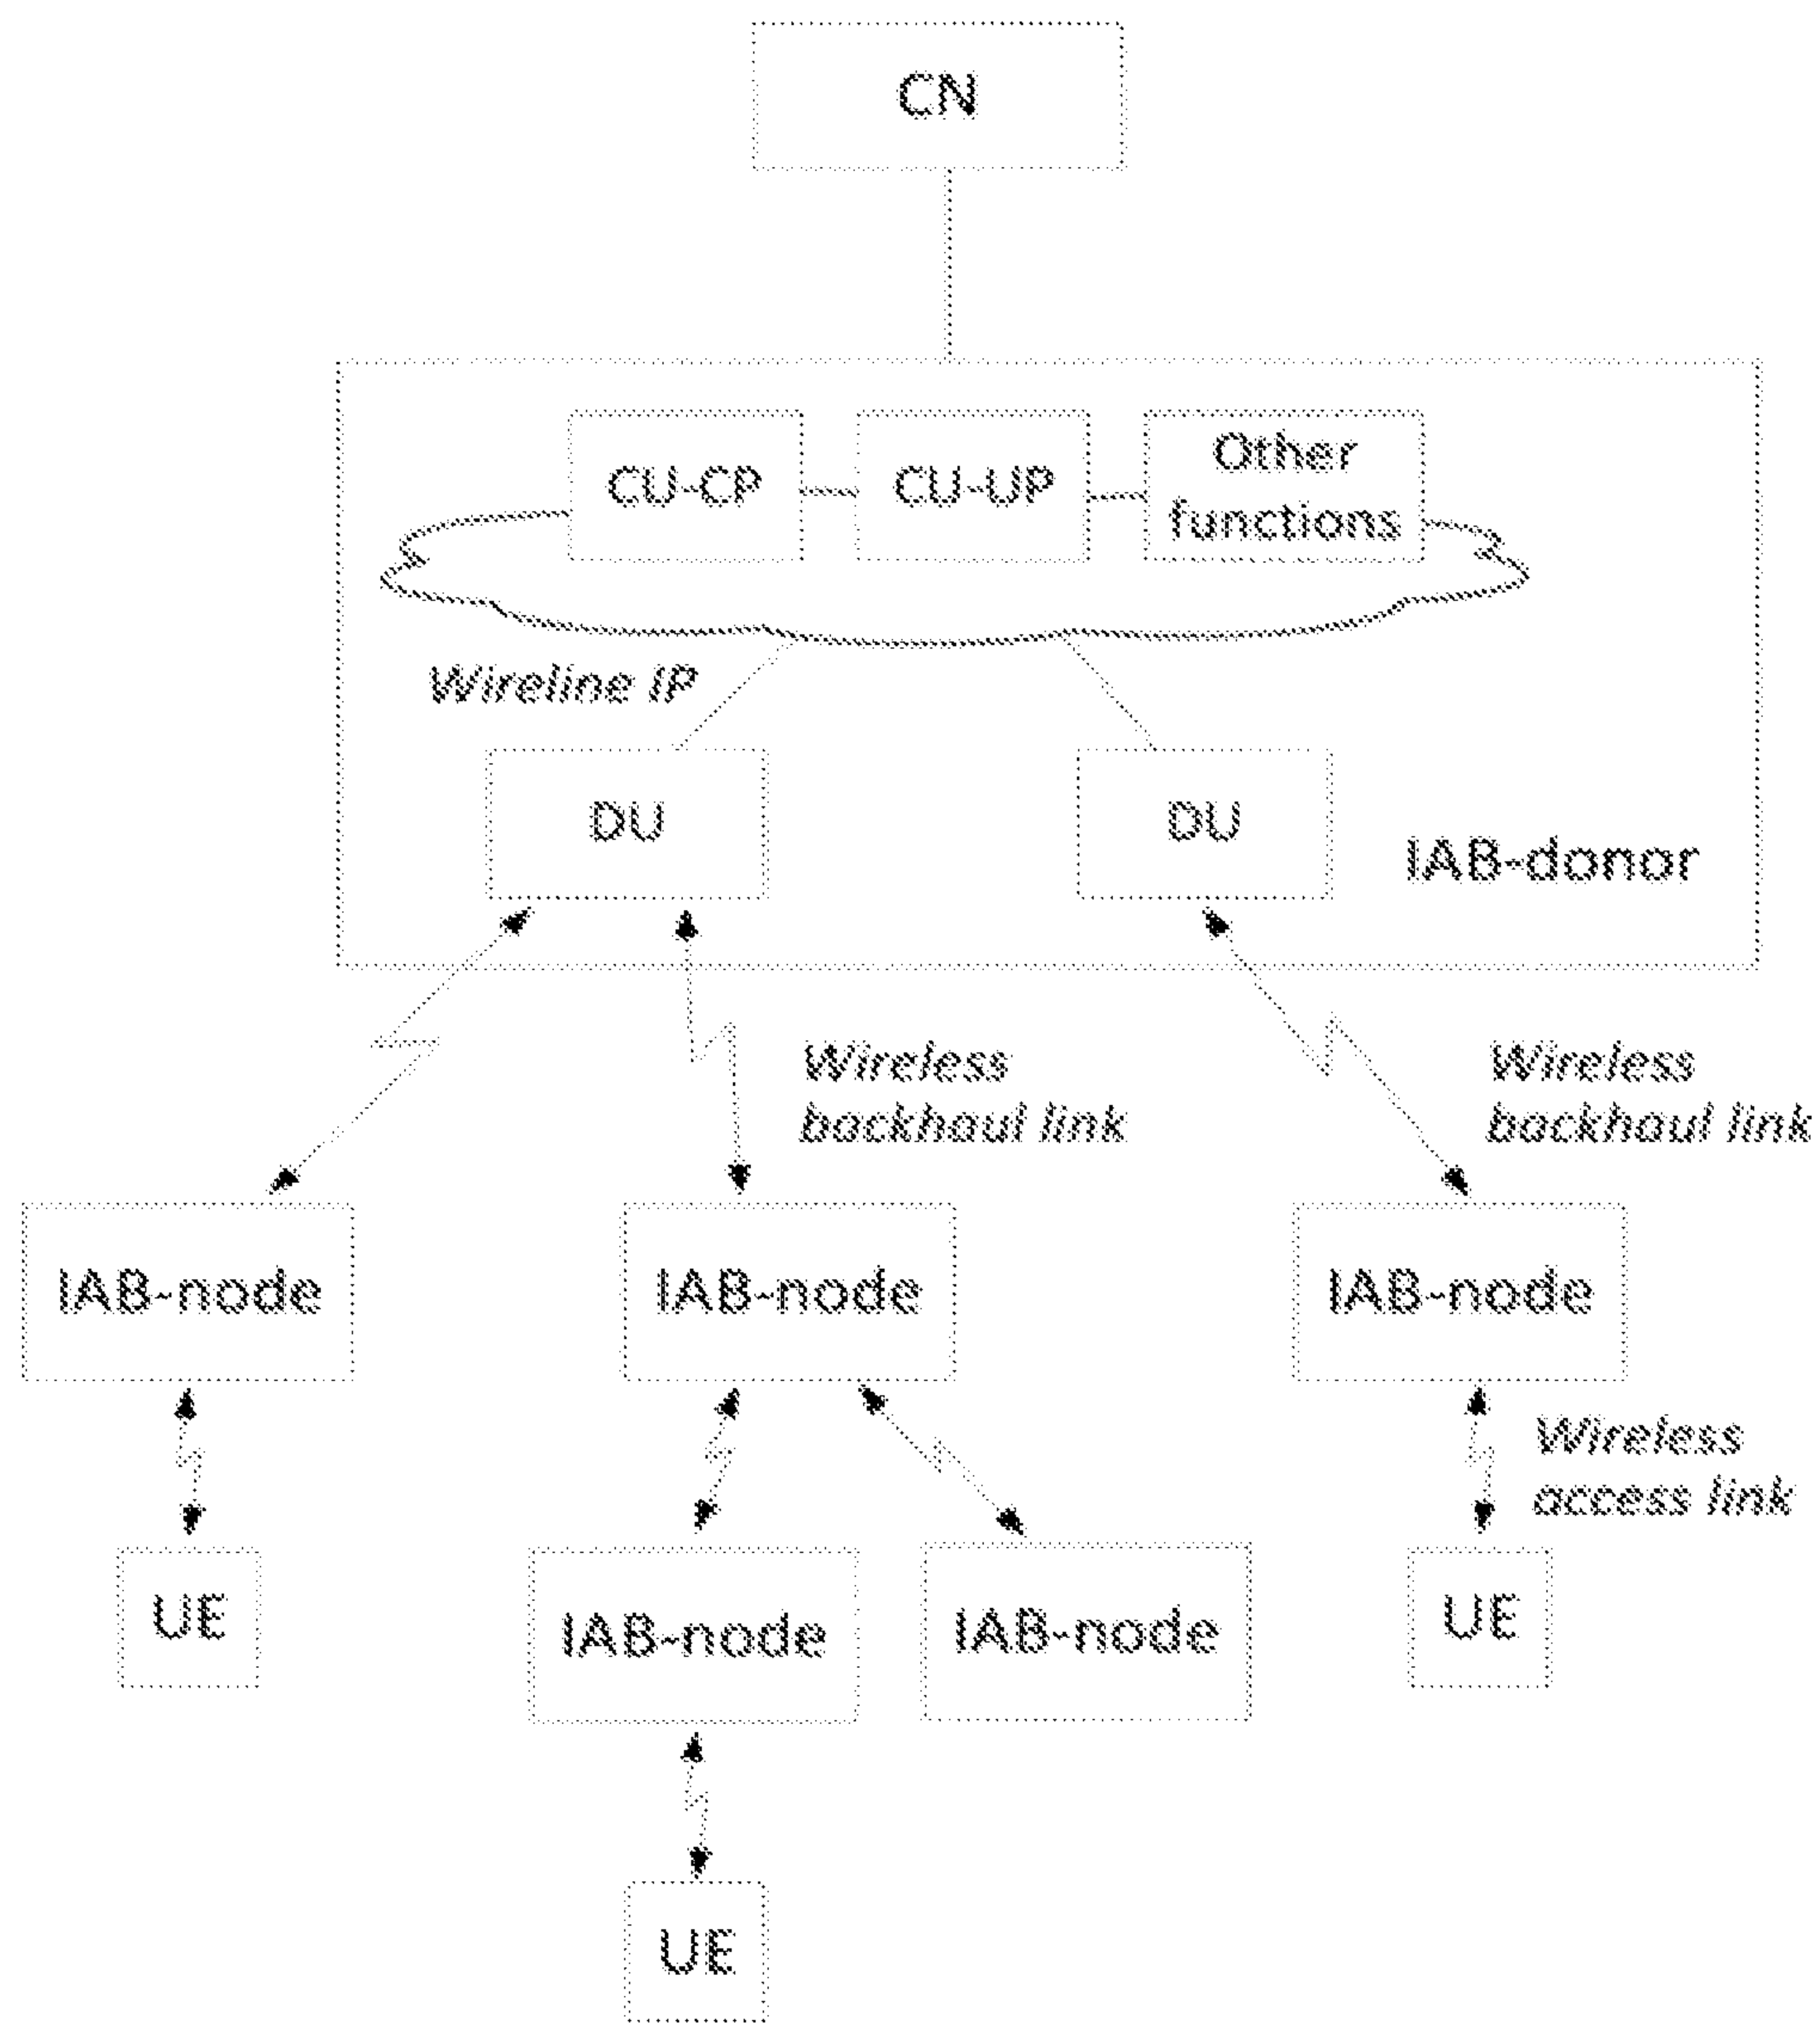 CN
CU-CP
CU-UP
Other
functions
Wireline IP
DU
DU
IAB-donor
Wireless
backhaul link
Wireless
backhaul link
IAB-node
IAB-node
IAB-node
Wireless
access link
UE
IAB-node
IAB-node
UE
UE